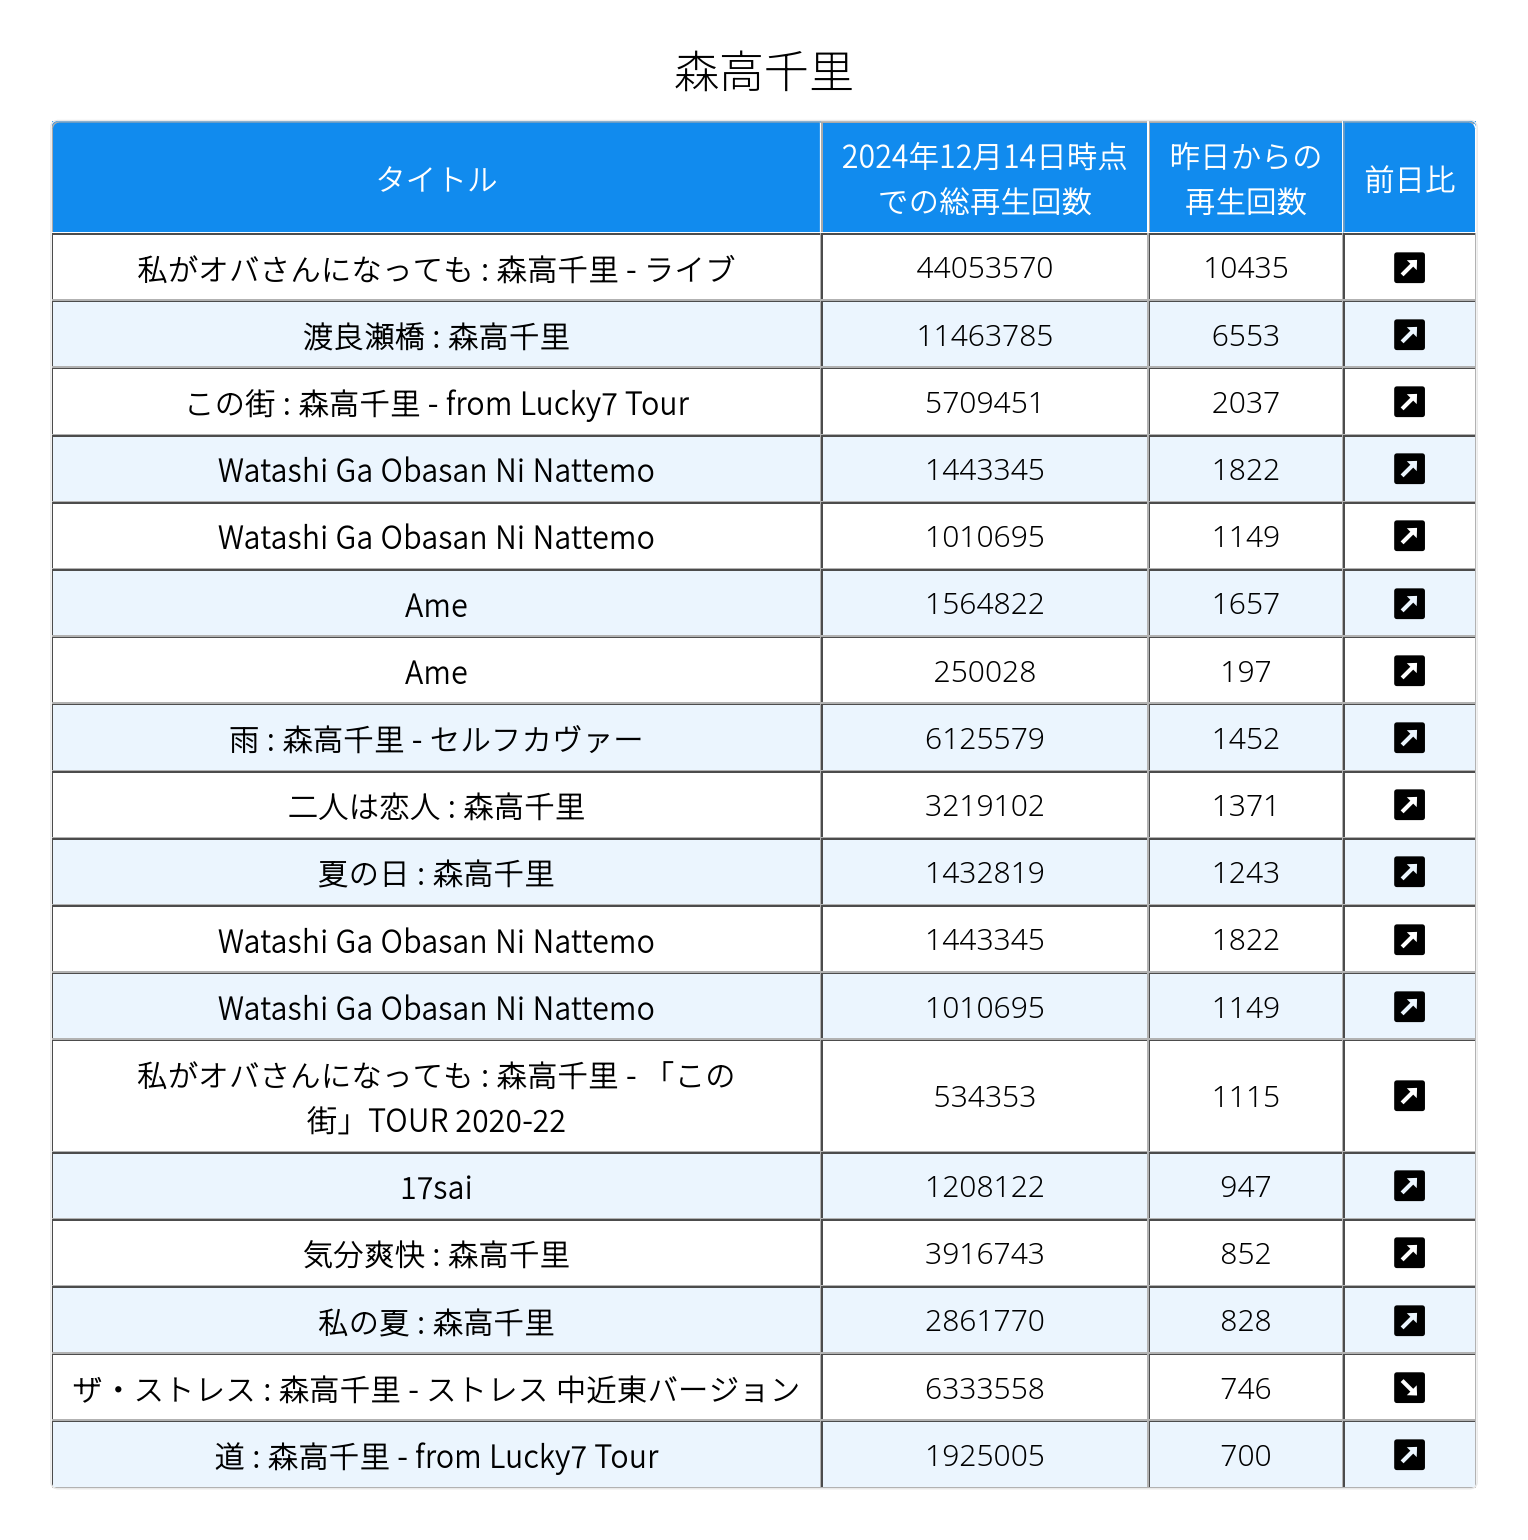 森高千里
タイトル
2024年12月14日時点
での総再生回数
昨日からの
再生回数
前日比
私がオバさんになっても : 森高千里 - ライブ 44053570 10435
渡良瀬橋 : 森高千里 11463785 6553
この街 : 森高千里 - from Lucky7 Tour 5709451 2037
Watashi Ga Obasan Ni Nattemo 1443345 1822
Watashi Ga Obasan Ni Nattemo 1010695 1149
Ame 1564822 1657
Ame 250028 197
雨 : 森高千里 - セルフカヴァー 6125579 1452
二人は恋人 : 森高千里 3219102 1371
夏の日 : 森高千里 1432819 1243
Watashi Ga Obasan Ni Nattemo 1443345 1822
Watashi Ga Obasan Ni Nattemo 1010695 1149
私がオバさんになっても : 森高千里 - 「この
街」TOUR 2020-22 534353 1115
17sai 1208122 947
気分爽快 : 森高千里 3916743 852
私の夏 : 森高千里 2861770 828
ザ・ストレス : 森高千里 - ストレス 中近東バージョン 6333558 746
道 : 森高千里 - from Lucky7 Tour 1925005 700